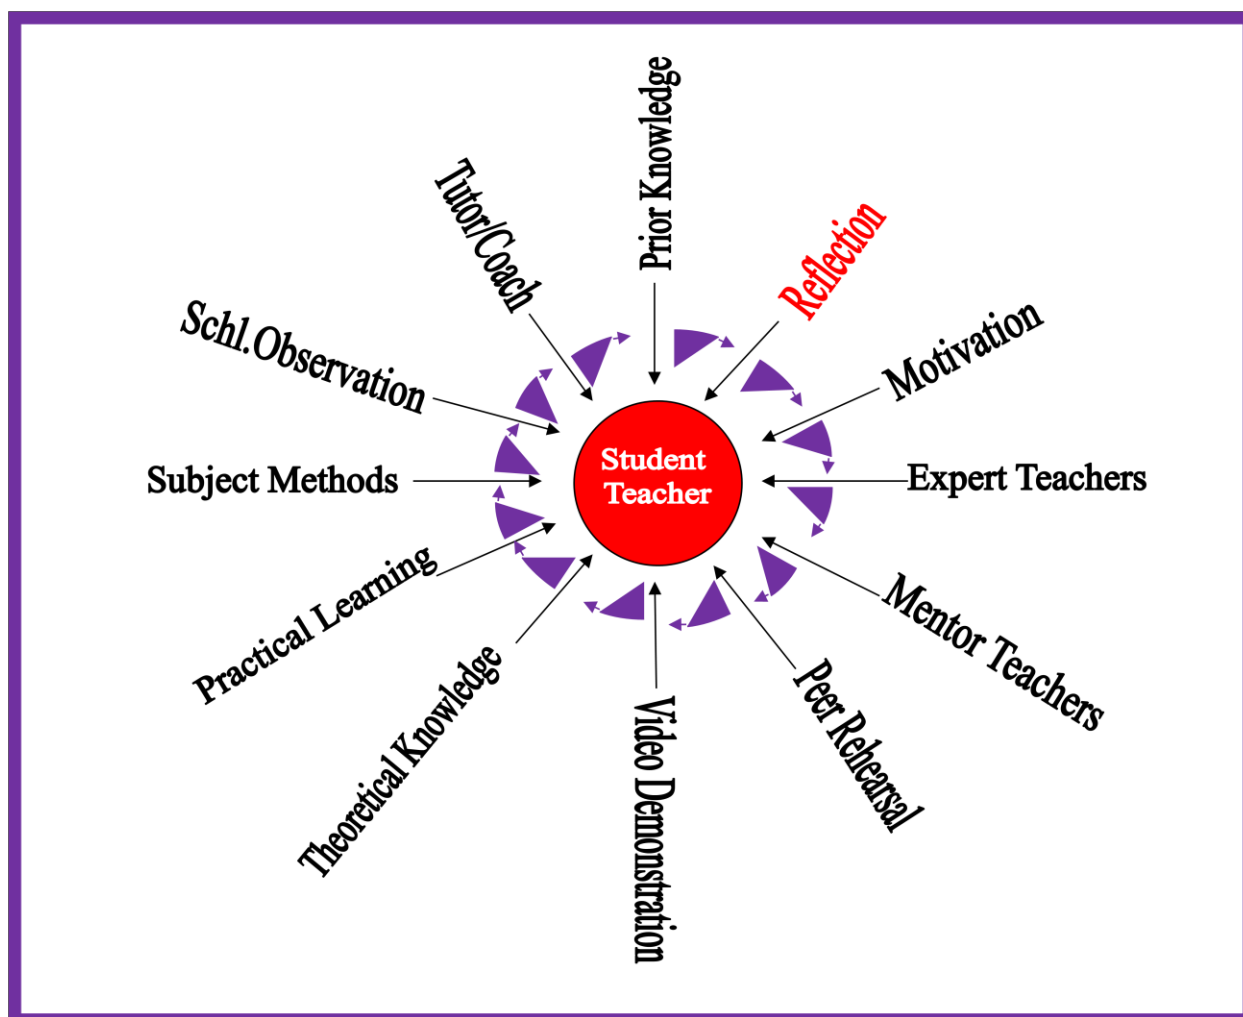 Prior Knowledge
Reflection
Motivation
Expert Teachers
Mentor Teachers
Peer Rehearsal
Video Demonstration
Theoretical Knowledge
Practical Learning
Subject Methods
Schl.Observation
Tutor/Coach
Student
Teacher